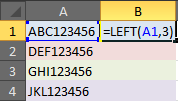 A B
1 ABC123456 =LEFT(A1,3)
2 DEF123456
3 GHI123456
4 JKL123456